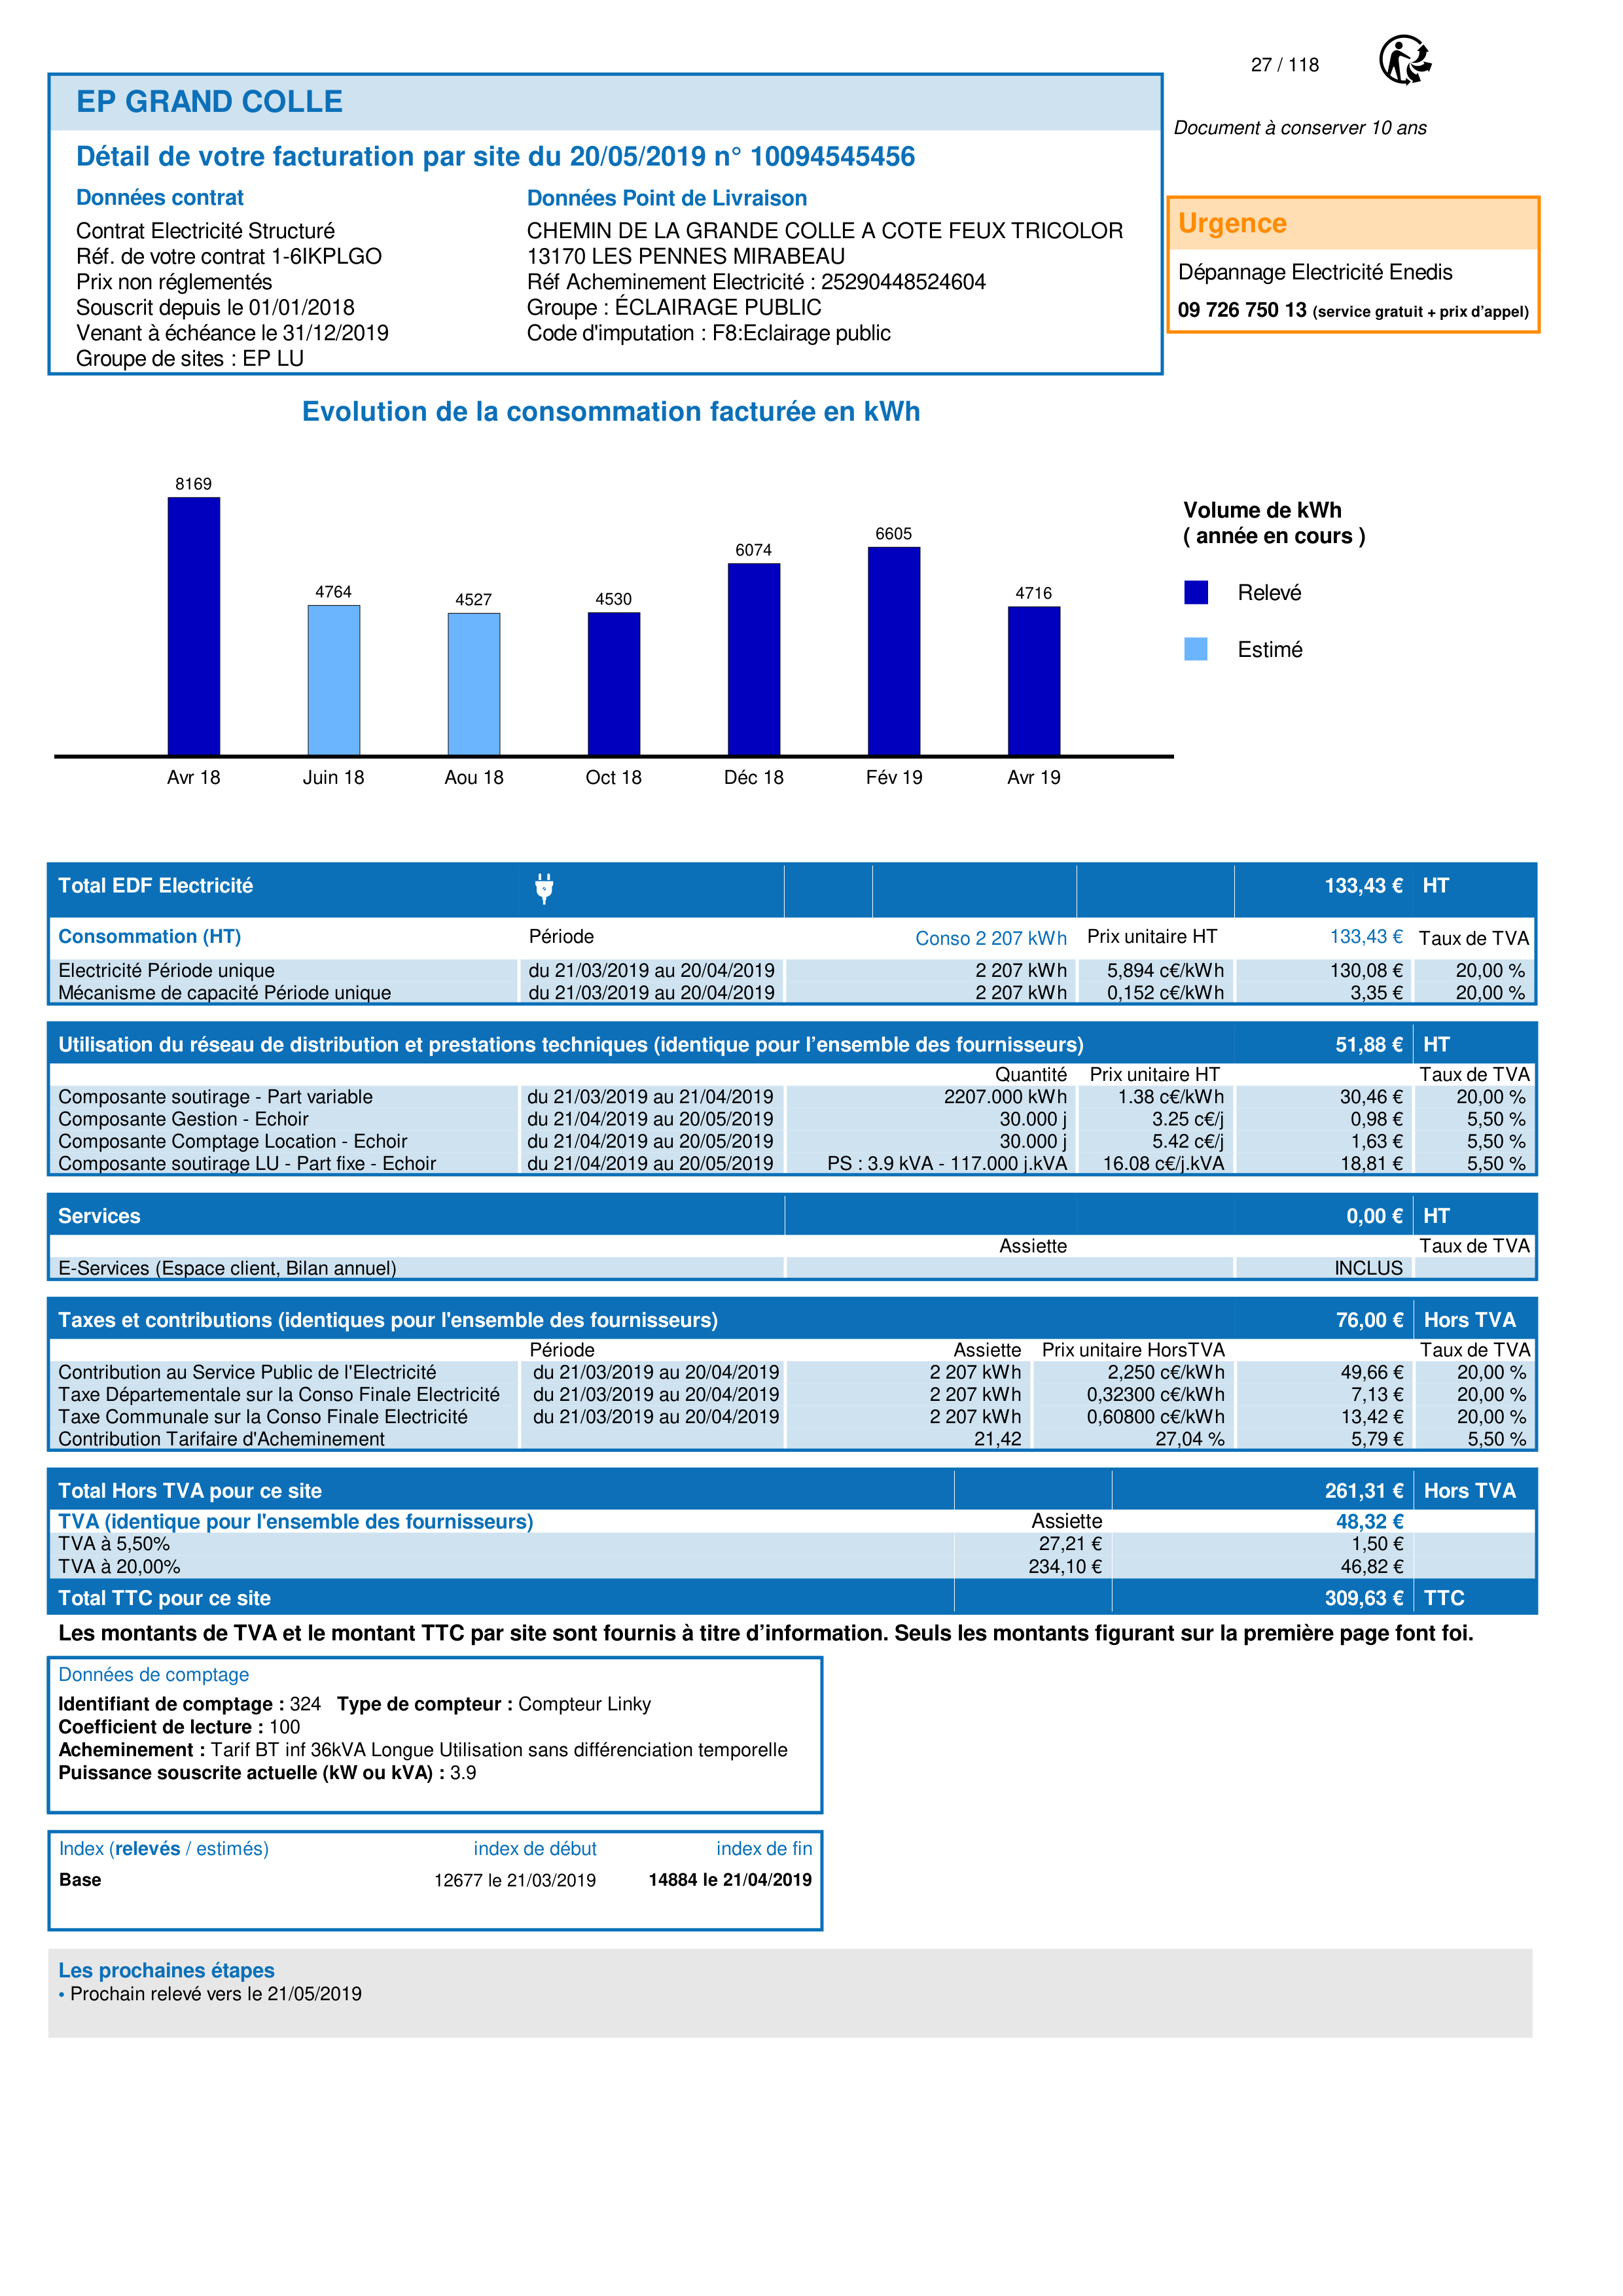 27 / 118
EP GRAND COLLE
Document à conserver 10 ans
Détail de votre facturation par site du 20/05/2019 n° 10094545456
Données contrat
Contrat Electricité Structuré
Réf. de votre contrat 1-6IKPLGO
Prix non réglementés
Souscrit depuis le 01/01/2018
Venant à échéance le 31/12/2019
Groupe de sites : EP LU
Données Point de Livraison
CHEMIN DE LA GRANDE COLLE A COTE FEUX TRICOLOR
13170 LES PENNES MIRABEAU
Réf Acheminement Electricité : 25290448524604
Groupe : ÉCLAIRAGE PUBLIC
Code d'imputation : F8:Eclairage public
Urgence
Dépannage Electricité Enedis
09 726 750 13 (service gratuit + prix d’appel)
Evolution de la consommation facturée en kWh
8169
4764
4527
4530
6074
6605
4716
Avr 18
Juin 18
Aou 18
Oct 18
Déc 18
Fév 19
Avr 19
Volume de kWh
( année en cours )
Relevé
Estimé
Total EDF Electricité 133,43 € HT
Consommation (HT) Période Conso 2 207 kWh Prix unitaire HT 133,43 € Taux de TVA
Electricité Période unique du 21/03/2019 au 20/04/2019 2 207 kWh 5,894 c€/kWh 130,08 € 20,00 %
Mécanisme de capacité Période unique du 21/03/2019 au 20/04/2019 2 207 kWh 0,152 c€/kWh 3,35 € 20,00 %
Utilisation du réseau de distribution et prestations techniques (identique pour l’ensemble des fournisseurs) 51,88 € HT
Quantité Prix unitaire HT Taux de TVA
Composante soutirage - Part variable du 21/03/2019 au 21/04/2019 2207.000 kWh 1.38 c€/kWh 30,46 € 20,00 %
Composante Gestion - Echoir du 21/04/2019 au 20/05/2019 30.000 j 3.25 c€/j 0,98 € 5,50 %
Composante Comptage Location - Echoir du 21/04/2019 au 20/05/2019 30.000 j 5.42 c€/j 1,63 € 5,50 %
Composante soutirage LU - Part fixe - Echoir du 21/04/2019 au 20/05/2019 PS : 3.9 kVA - 117.000 j.kVA 16.08 c€/j.kVA 18,81 € 5,50 %
Services 0,00 € HT
Assiette Taux de TVA
E-Services (Espace client, Bilan annuel) INCLUS
Taxes et contributions (identiques pour l'ensemble des fournisseurs) 76,00 € Hors TVA
Période Assiette Prix unitaire HorsTVA Taux de TVA
Contribution au Service Public de l'Electricité du 21/03/2019 au 20/04/2019 2 207 kWh 2,250 c€/kWh 49,66 € 20,00 %
Taxe Départementale sur la Conso Finale Electricité du 21/03/2019 au 20/04/2019 2 207 kWh 0,32300 c€/kWh 7,13 € 20,00 %
Taxe Communale sur la Conso Finale Electricité du 21/03/2019 au 20/04/2019 2 207 kWh 0,60800 c€/kWh 13,42 € 20,00 %
Contribution Tarifaire d'Acheminement 21,42 27,04 % 5,79 € 5,50 %
Total Hors TVA pour ce site 261,31 € Hors TVA
TVA (identique pour l'ensemble des fournisseurs) Assiette 48,32 €
TVA à 5,50% 27,21 € 1,50 €
TVA à 20,00% 234,10 € 46,82 €
Total TTC pour ce site 309,63 € TTC
Les montants de TVA et le montant TTC par site sont fournis à titre d’information. Seuls les montants figurant sur la première page font foi.
Données de comptage
Identifiant de comptage : 324 Type de compteur : Compteur Linky
Coefficient de lecture : 100
Acheminement : Tarif BT inf 36kVA Longue Utilisation sans différenciation temporelle
Puissance souscrite actuelle (kW ou kVA) : 3.9
Index (relevés / estimés) index de début index de fin
Base 12677 le 21/03/2019 14884 le 21/04/2019
Les prochaines étapes
• Prochain relevé vers le 21/05/2019